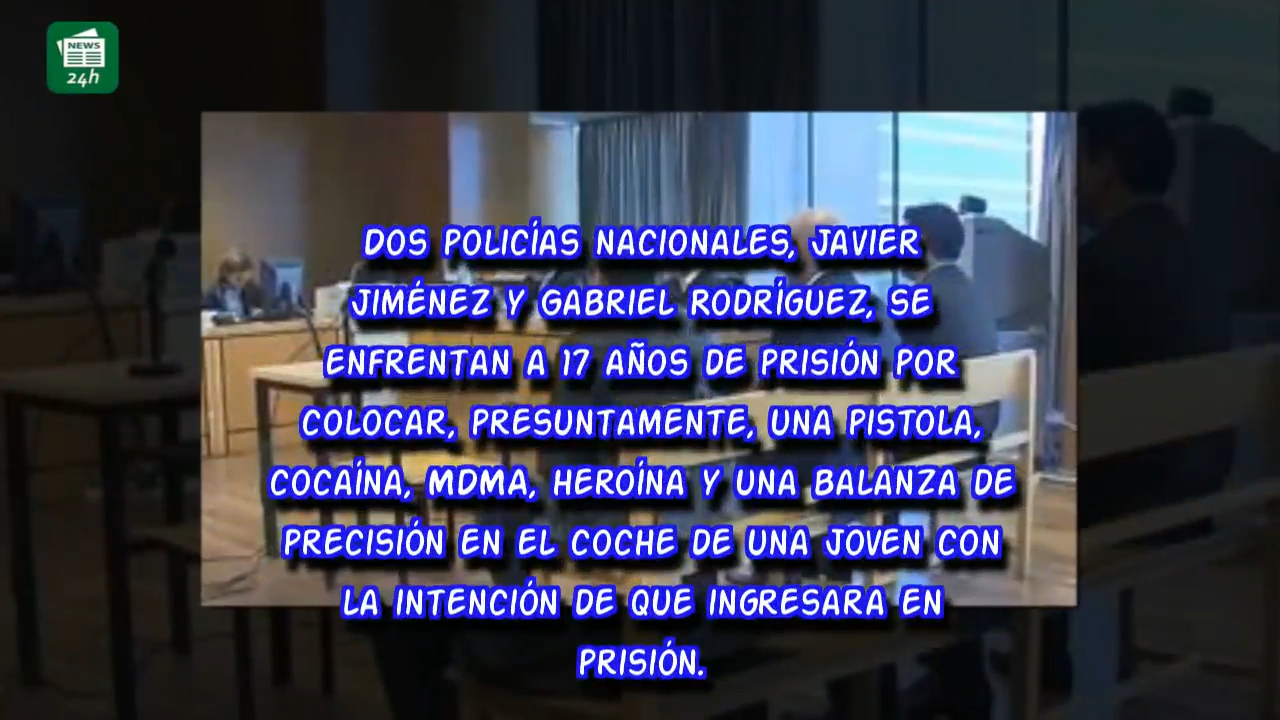 NEWS
24h
DOS POLICÍAS NACIONALES, JAVIER
JIMÉNEZ Y GABRIEL RODRÍGUEZ, SE
ENFRENTAN A 17 AÑOS DE PRISIÓN POR
COLOCAR, PRESUNTAMENTE, UNA PISTOLA,
COCAÍNA, MDMA, HEROÍNA Y UNA BALANZA DE
PRECISIÓN EN EL COCHE DE UNA JOVEN CON
LA INTENCIÓN DE QUE INGRESARA EN
PRISIÓN.